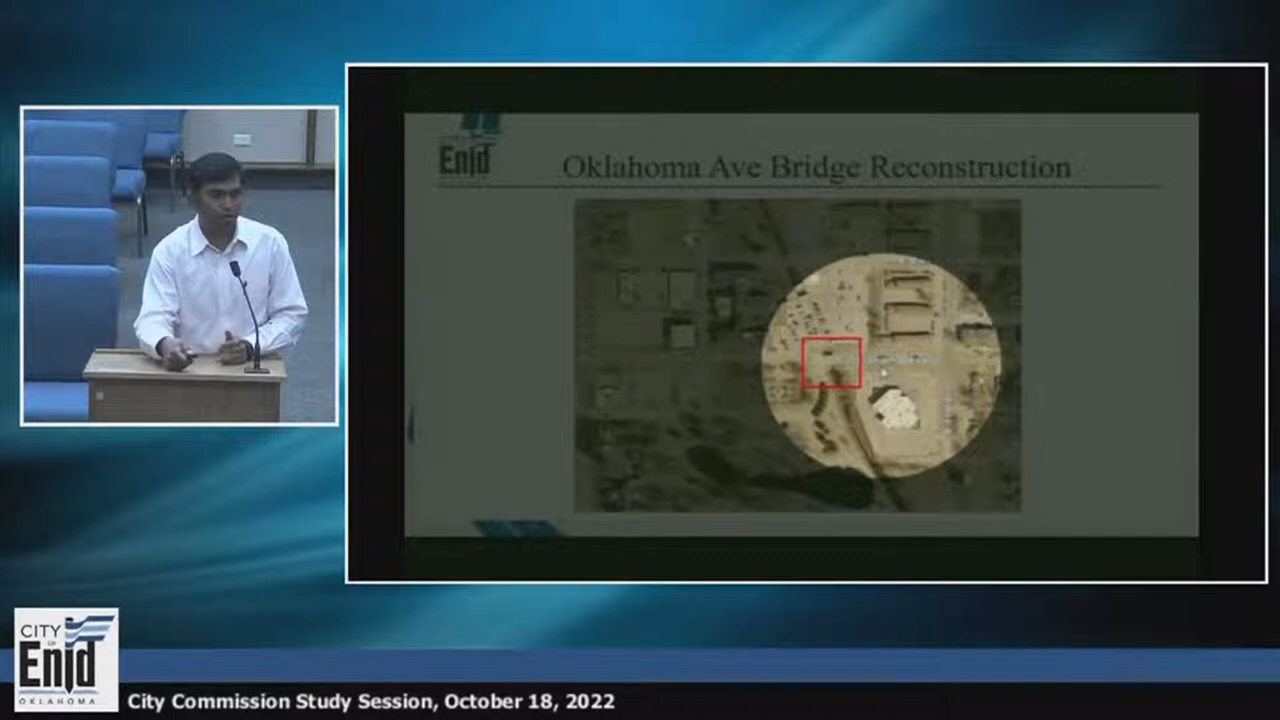 Enid
Oklahoma Ave Bridge Reconstruction
CITY
OF
Enid
OKLAHOMA
City Commission Study Session, October 18, 2022